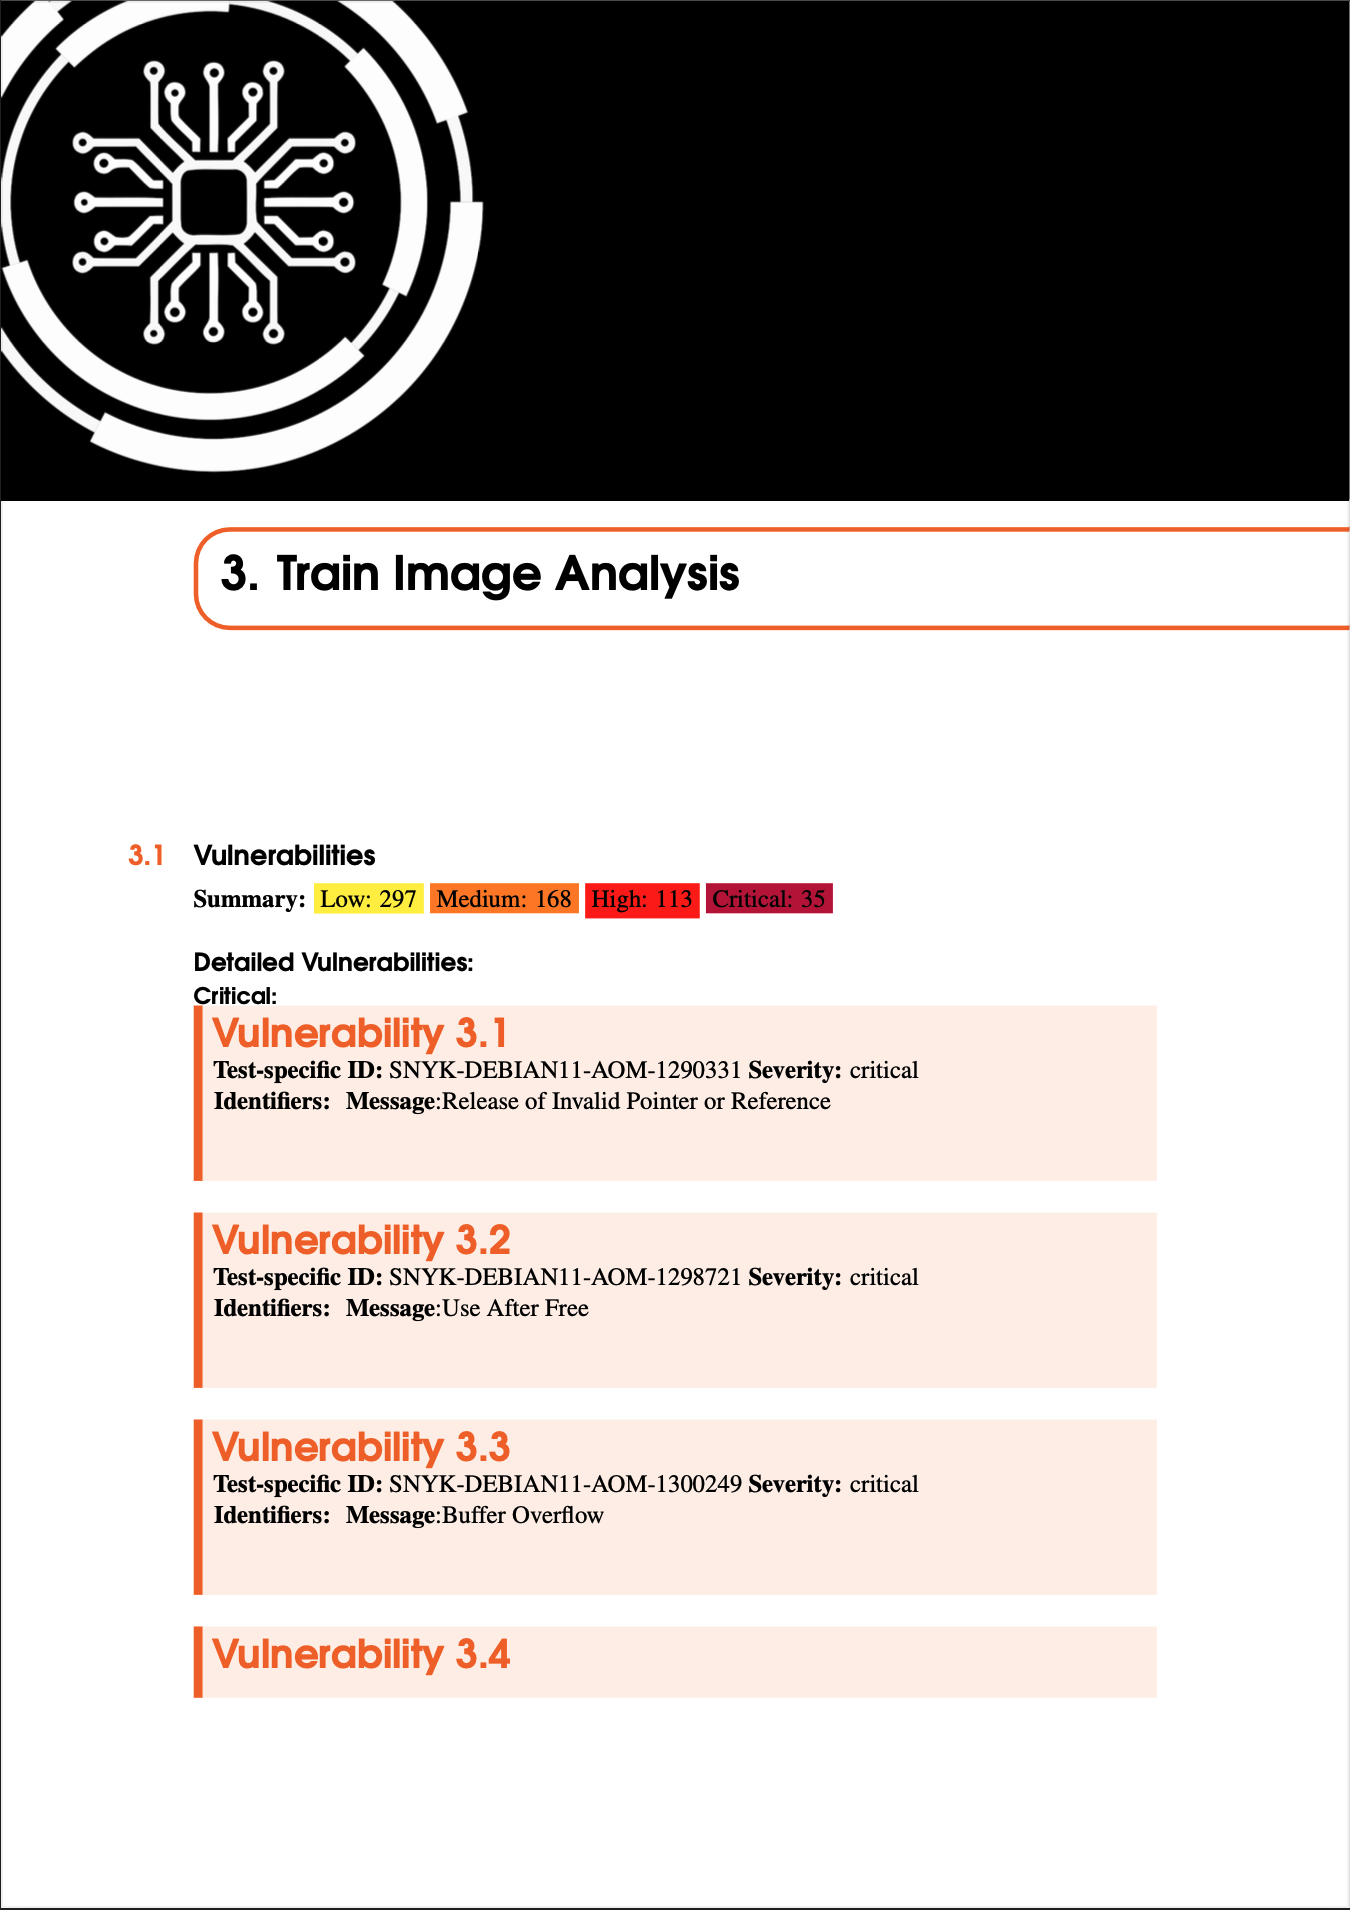 3. Train Image Analysis
3.1 Vulnerabilities
Summary: Low: 297 Medium: 168 High: 113 Critical: 35
Detailed Vulnerabilities:
Critical:
Vulnerability 3.1
Test-specific ID: SNYK-DEBIAN11-AOM-1290331 Severity: critical
Identifiers: Message:Release of Invalid Pointer or Reference
Vulnerability 3.2
Test-specific ID: SNYK-DEBIAN11-AOM-1298721 Severity: critical
Identifiers: Message:Use After Free
Vulnerability 3.3
Test-specific ID: SNYK-DEBIAN11-AOM-1300249 Severity: critical
Identifiers: Message:Buffer Overflow
Vulnerability 3.4